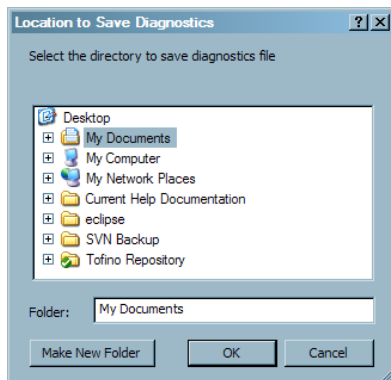 Location to Save Diagnostics
Select the directory to save diagnostics file
Desktop
My Documents
My Computer
My Network Places
Current Help Documentation
eclipse
SVN Backup
Tofino Repository
Folder: My Documents
Make New Folder OK Cancel